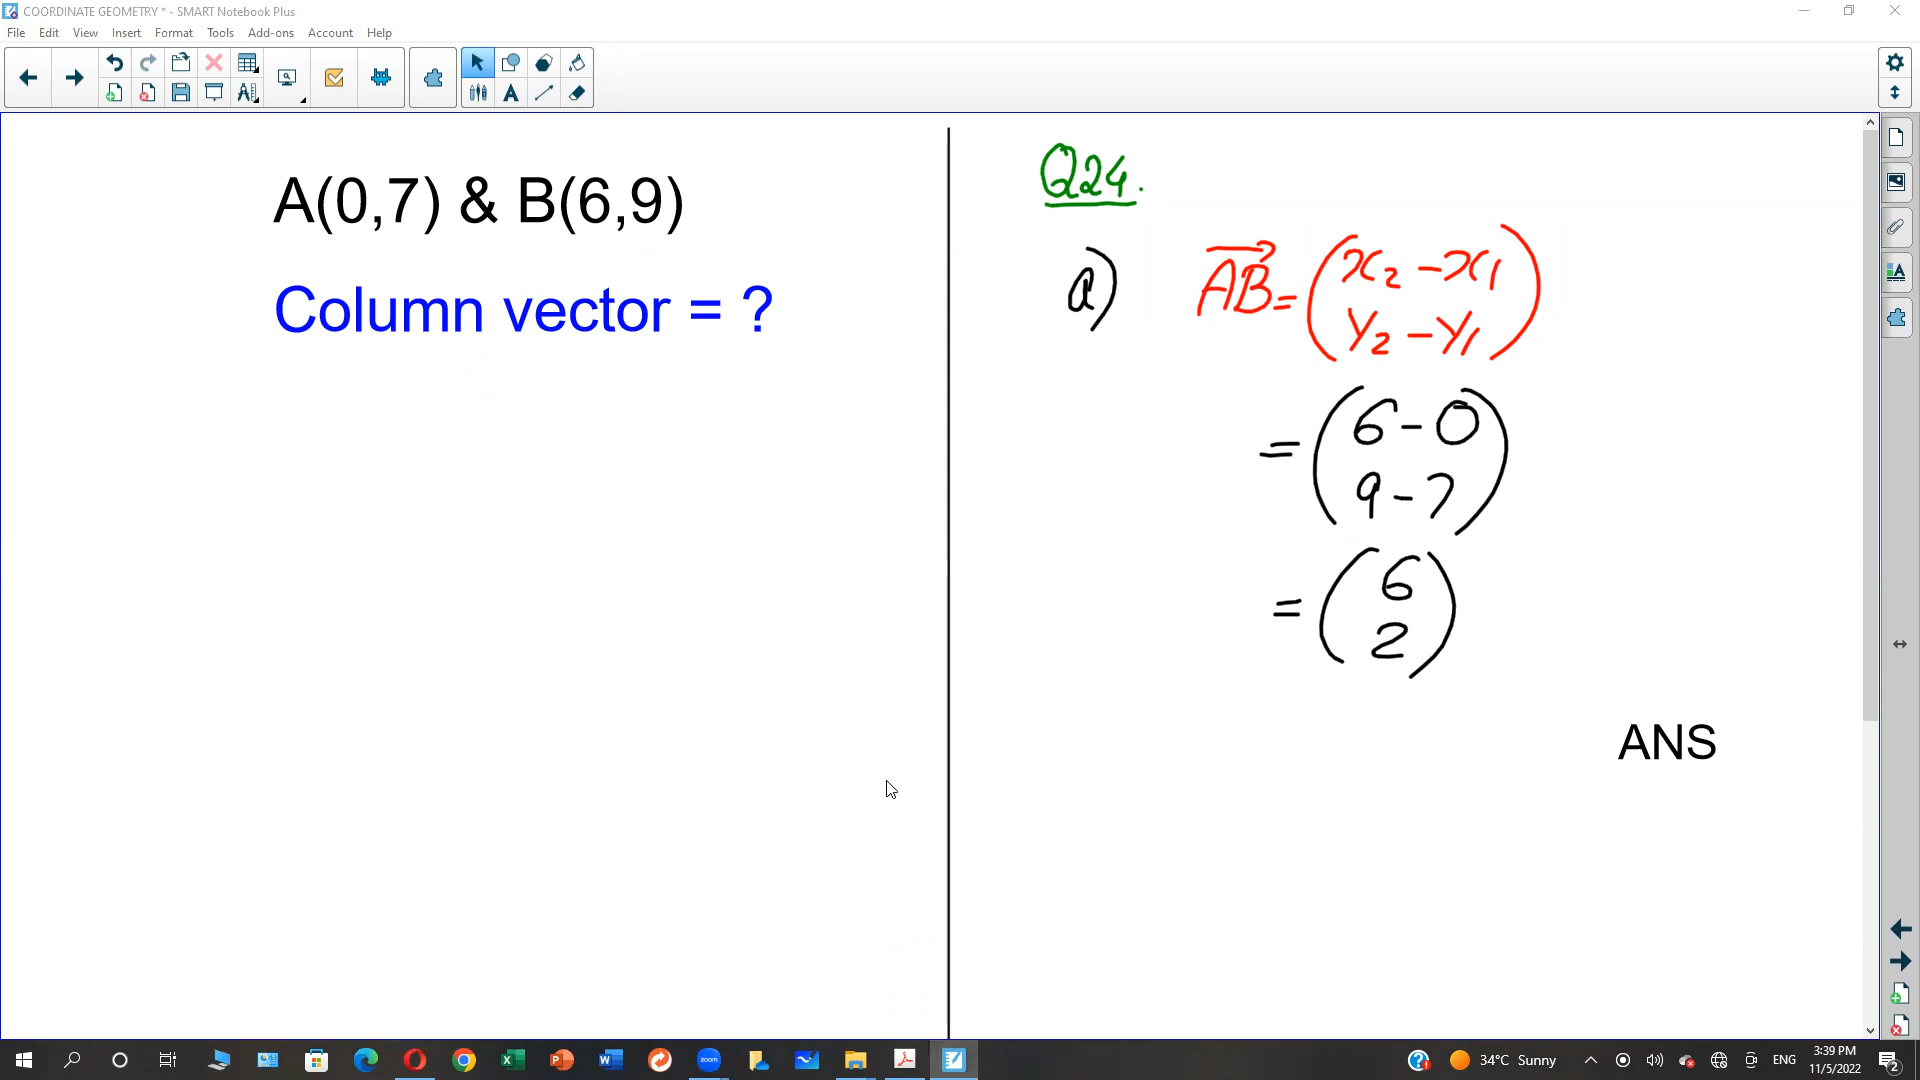 COORDINATE GEOMETRY * - SMART Notebook Plus
File Edit View Insert Format Tools Add-ons Account Help
A(0,7) & B(6,9)
Column vector = ?
Q24.
a) AB = (x₂ - x₁
y₂ - y₁)
= (6 - 0
9 - 7)
= (6
2)
ANS
34°C Sunny
ENG
3:39 PM
11/5/2022
zoom
2